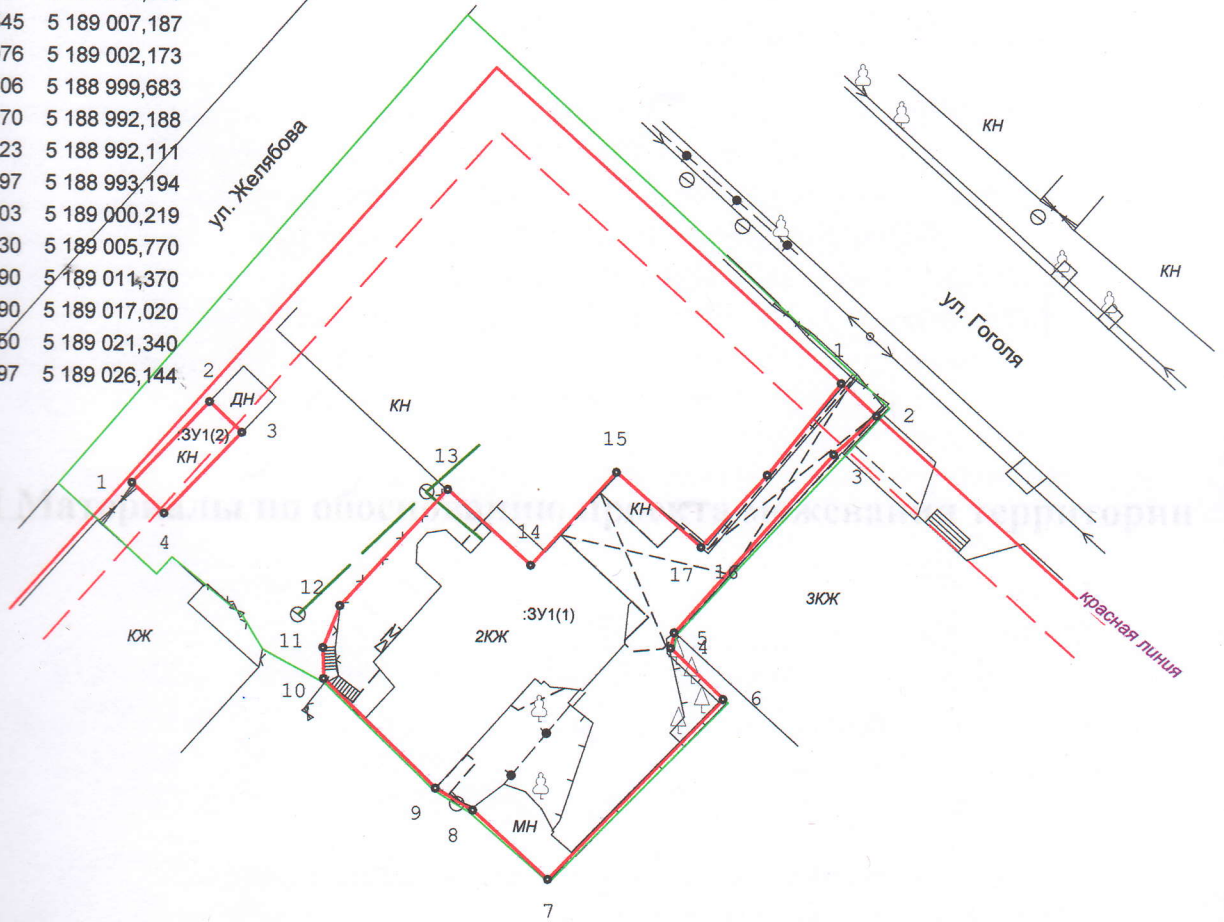 45 5 189 007,187
76 5 189 002,173
06 5 188 999,683
70 5 188 992,188
23 5 188 992,111
97 5 188 993,194
03 5 189 000,219
30 5 189 005,770
90 5 189 011,370
90 5 189 017,020
50 5 189 021,340
97 5 189 026,144
ул. Желябова
КН
КН
ул. Гоголя
1
2
2
ДН
3
:ЗУ1(2)
КН
КН
3
1
4
13
15
КН
14
17
16
12
:ЗУ1(1)
3КЖ
красная линия
КЖ
11
2КЖ
5
4
10
6
9
8
МН
7